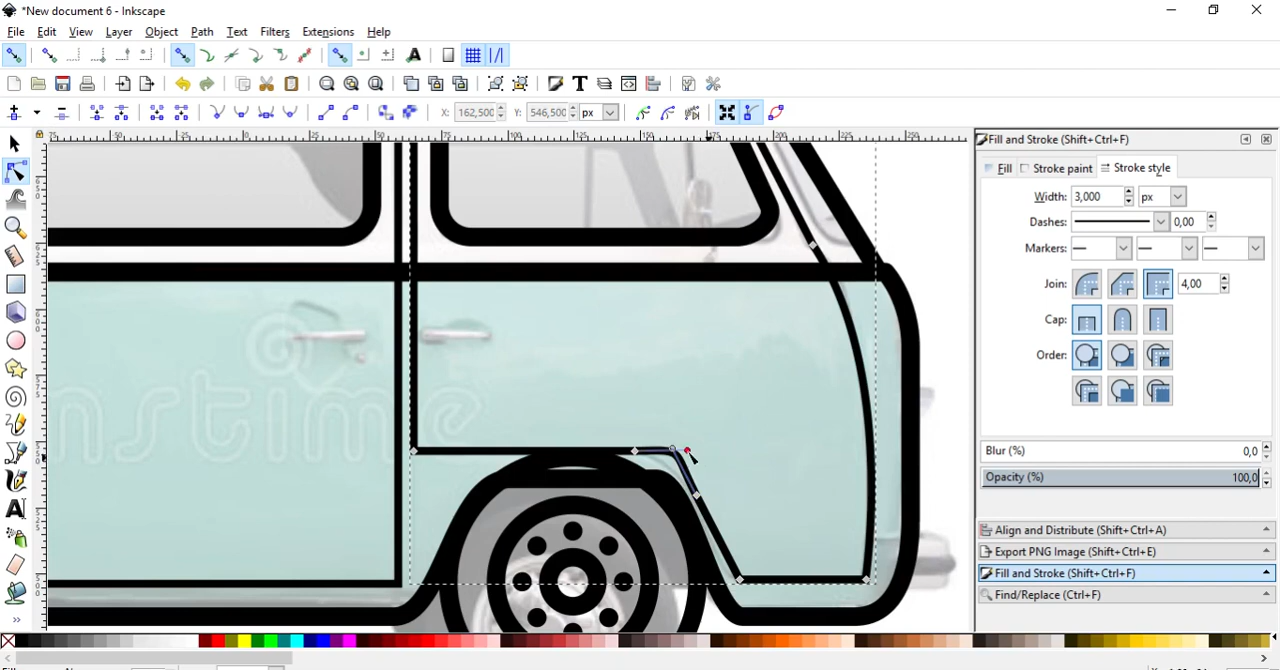 *New document 6 - Inkscape
File Edit View Layer Object Path Text Filters Extensions Help
X: 162,500 Y: 546,500 px
Fill and Stroke (Shift+Ctrl+F)
Fill Stroke paint Stroke style
Width: 3,000 px
Dashes: 0,00
Markers:
Join: 4,00
Cap:
Order:
nstime
Blur (%) 0,0
Opacity (%) 100,0
Align and Distribute (Shift+Ctrl+A)
Export PNG Image (Shift+Ctrl+E)
Fill and Stroke (Shift+Ctrl+F)
Find/Replace (Ctrl+F)